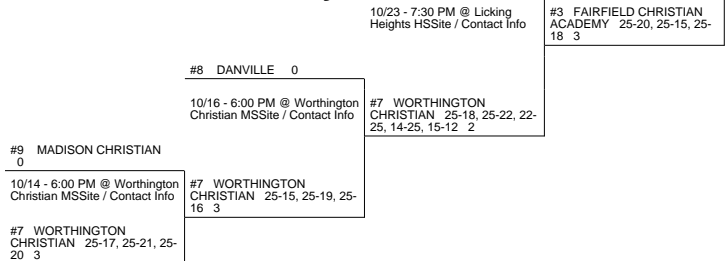 10/23 - 7:30 PM @ Licking
Heights HSSite / Contact Info
#3 FAIRFIELD CHRISTIAN
ACADEMY 25-20, 25-15, 25-
18 3
#8 DANVILLE 0
10/16 - 6:00 PM @ Worthington
Christian MSSite / Contact Info
#7 WORTHINGTON
CHRISTIAN 25-18, 25-22, 22-
25, 14-25, 15-12 2
#9 MADISON CHRISTIAN
0
10/14 - 6:00 PM @ Worthington
Christian MSSite / Contact Info
#7 WORTHINGTON
CHRISTIAN 25-15, 25-19, 25-
16 3
#7 WORTHINGTON
CHRISTIAN 25-17, 25-21, 25-
20 3